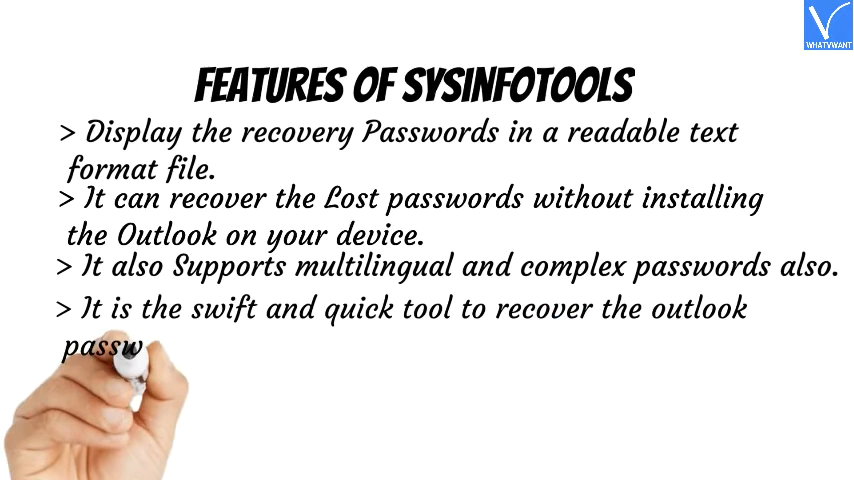 WHATVWANT
FEATURES OF SYSINFOTOOLS
> Display the recovery Passwords in a readable text
format file.
> It can recover the Lost passwords without installing
the Outlook on your device.
> It also Supports multilingual and complex passwords also.
> It is the swift and quick tool to recover the outlook
passw